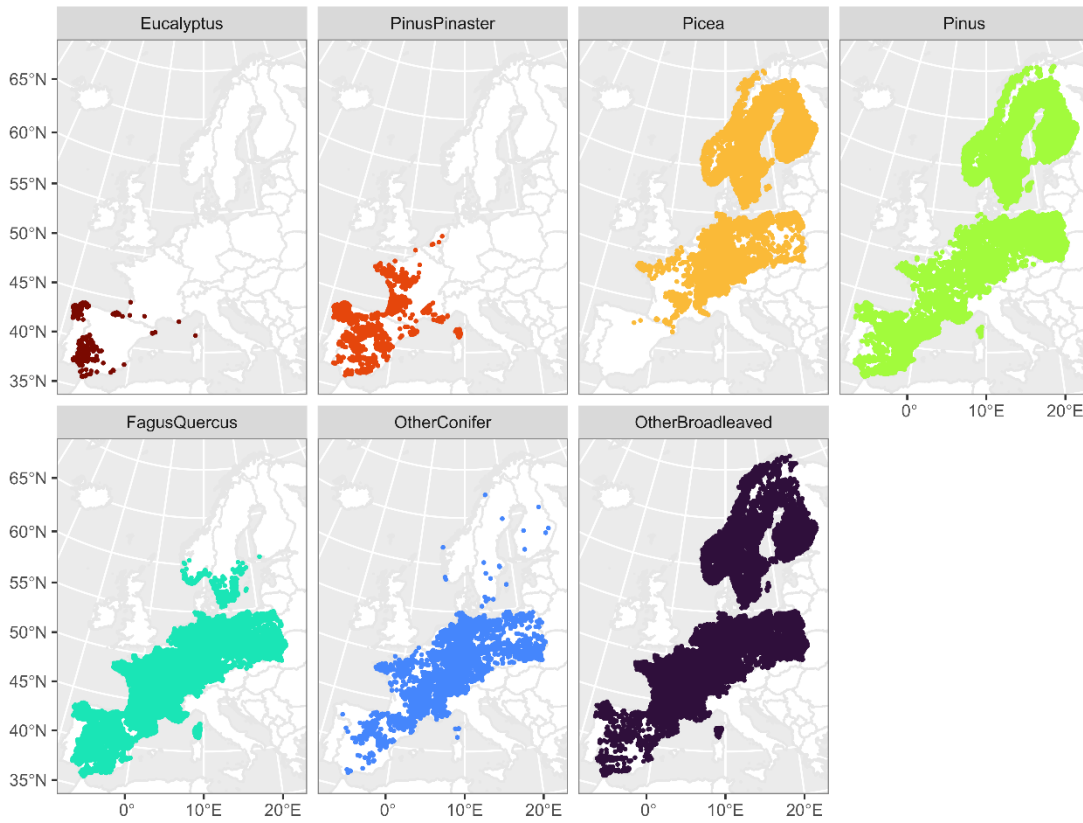 Eucalyptus PinusPinaster Picea Pinus
65°N
60°N
55°N
50°N
45°N
40°N
35°N
0° 10°E 20°E
FagusQuercus OtherConifer OtherBroadleaved
65°N
60°N
55°N
50°N
45°N
40°N
35°N
0° 10°E 20°E 0° 10°E 20°E 0° 10°E 20°E